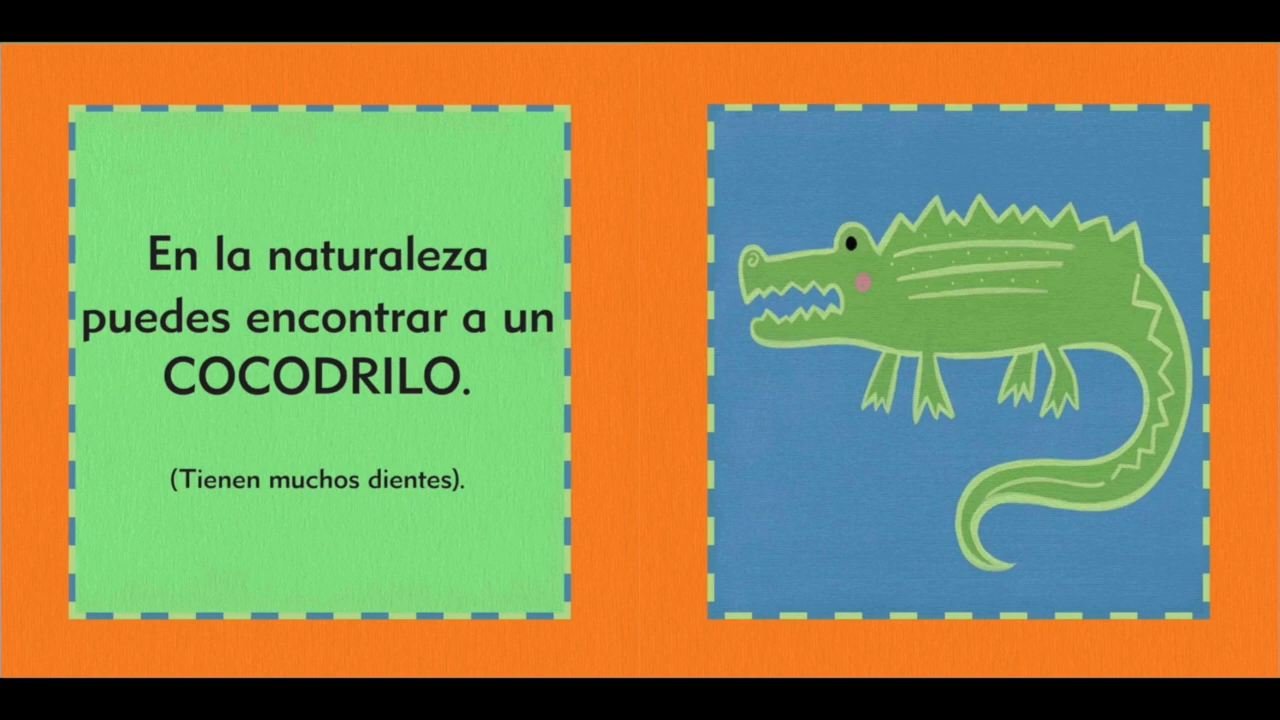 En la naturaleza
puedes encontrar a un
COCODRILO.
(Tienen muchos dientes).